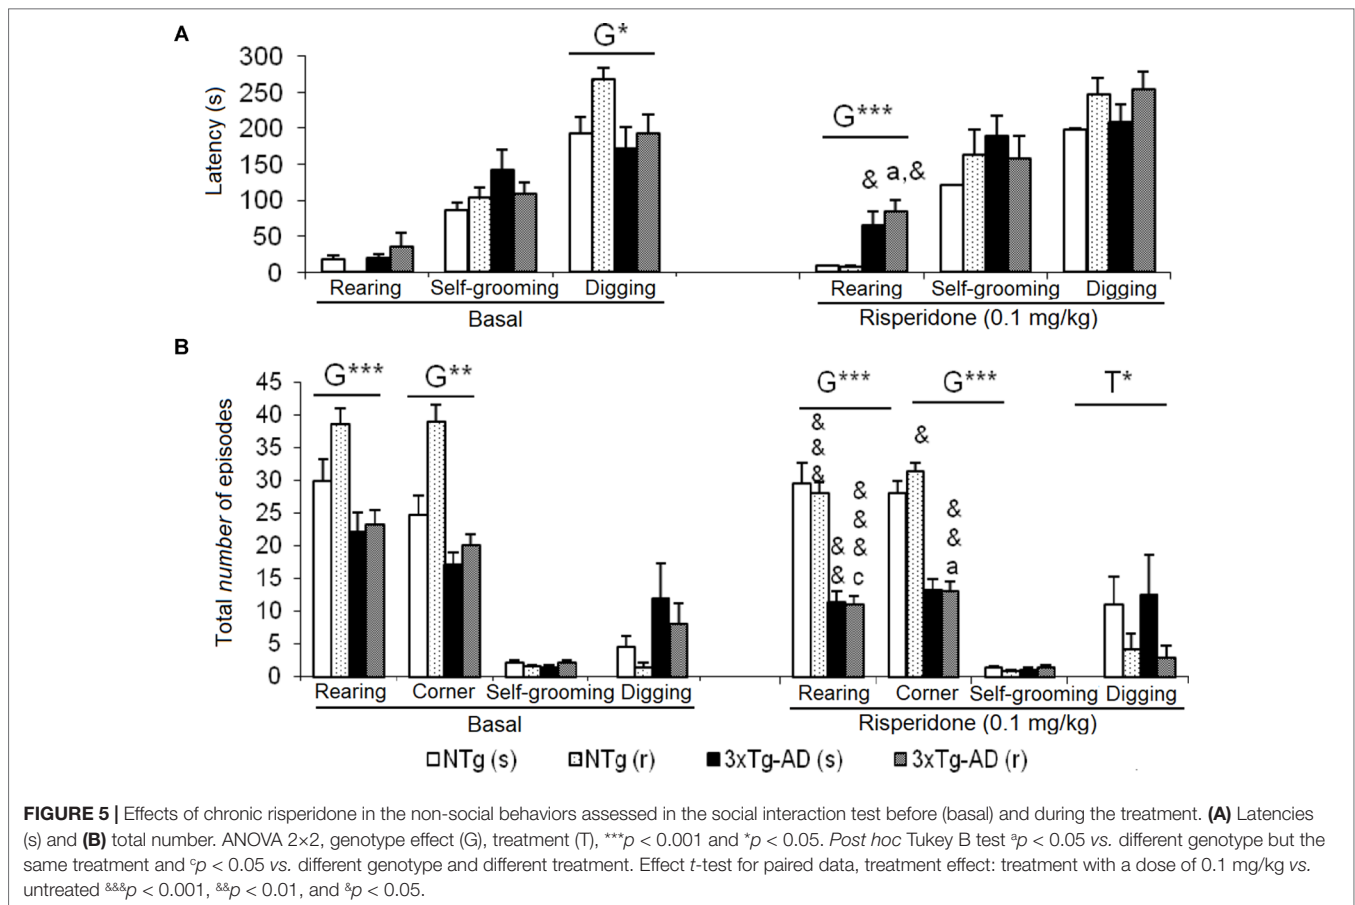 A
G*
300
250
200
150
100
50
0
Latency (s)
G***
& a,&
Rearing Self-grooming Digging
Basal
Rearing Self-grooming Digging
Risperidone (0.1 mg/kg)
B
G*** G** G*** G*** T*
45
40
35
30
25
20
15
10
5
0
Total number of episodes
&
&
&
&
&
&
&
&
c
&
&
&
a
Rearing Corner Self-grooming Digging
Basal
Rearing Corner Self-grooming Digging
Risperidone (0.1 mg/kg)
NTg (s) NTg (r) 3xTg-AD (s) 3xTg-AD (r)
FIGURE 5 | Effects of chronic risperidone in the non-social behaviors assessed in the social interaction test before (basal) and during the treatment. (A) Latencies
(s) and (B) total number. ANOVA 2×2, genotype effect (G), treatment (T), ***p < 0.001 and *p < 0.05. Post hoc Tukey B test ᵃp < 0.05 vs. different genotype but the
same treatment and ᶜp < 0.05 vs. different genotype and different treatment. Effect t-test for paired data, treatment effect: treatment with a dose of 0.1 mg/kg vs.
untreated &&&p < 0.001, &&p < 0.01, and &p < 0.05.